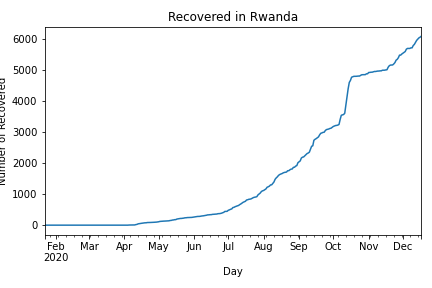 Recovered in Rwanda
Number of Recovered
6000
5000
4000
3000
2000
1000
0
Feb Mar Apr May Jun Jul Aug Sep Oct Nov Dec
2020
Day